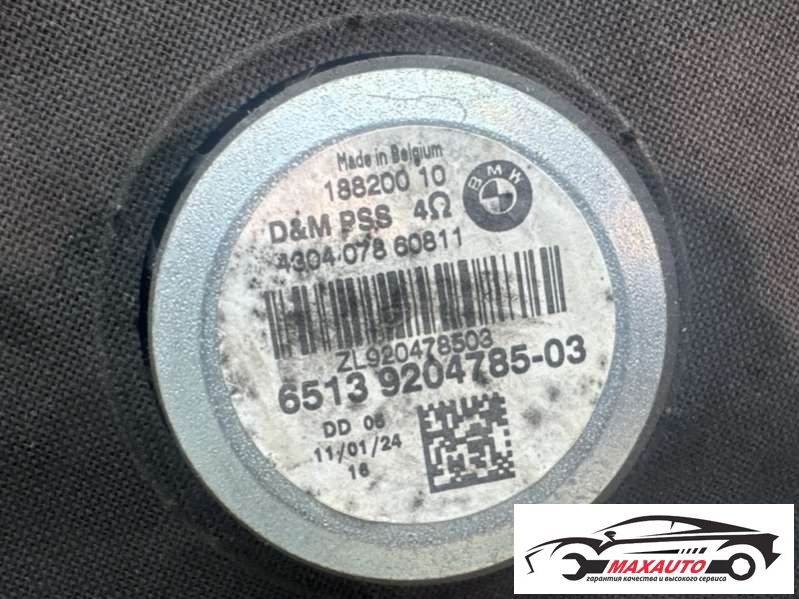 Made in Belgium
188200 10
BMW
D&M PSS 4Ω
4304 078 60811
ZL920478503
6513 9204785-03
DD 06
11/01/24
16
MAXAUTO
гарантия качества и высокого сервиса